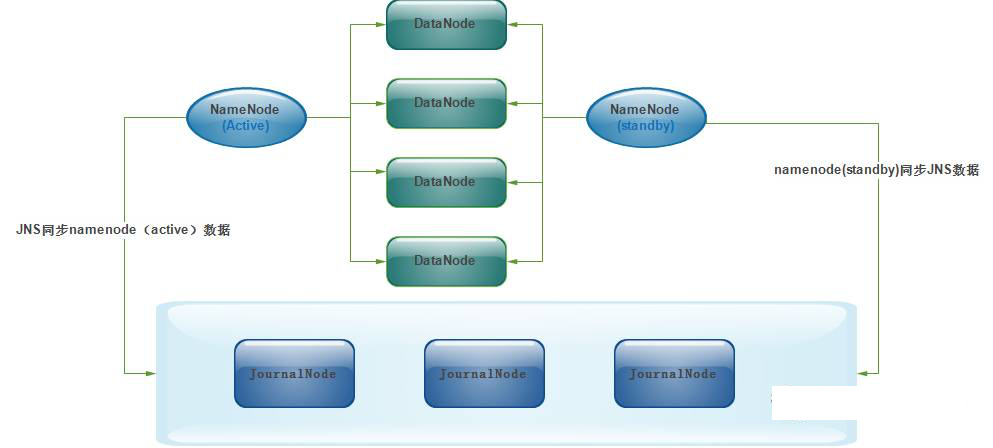 DataNode
DataNode
NameNode
(Active)
NameNode
(standby)
namenode(standby)同步JNS数据
DataNode
JNS同步namenode（active）数据
DataNode
JournalNode
JournalNode
JournalNode